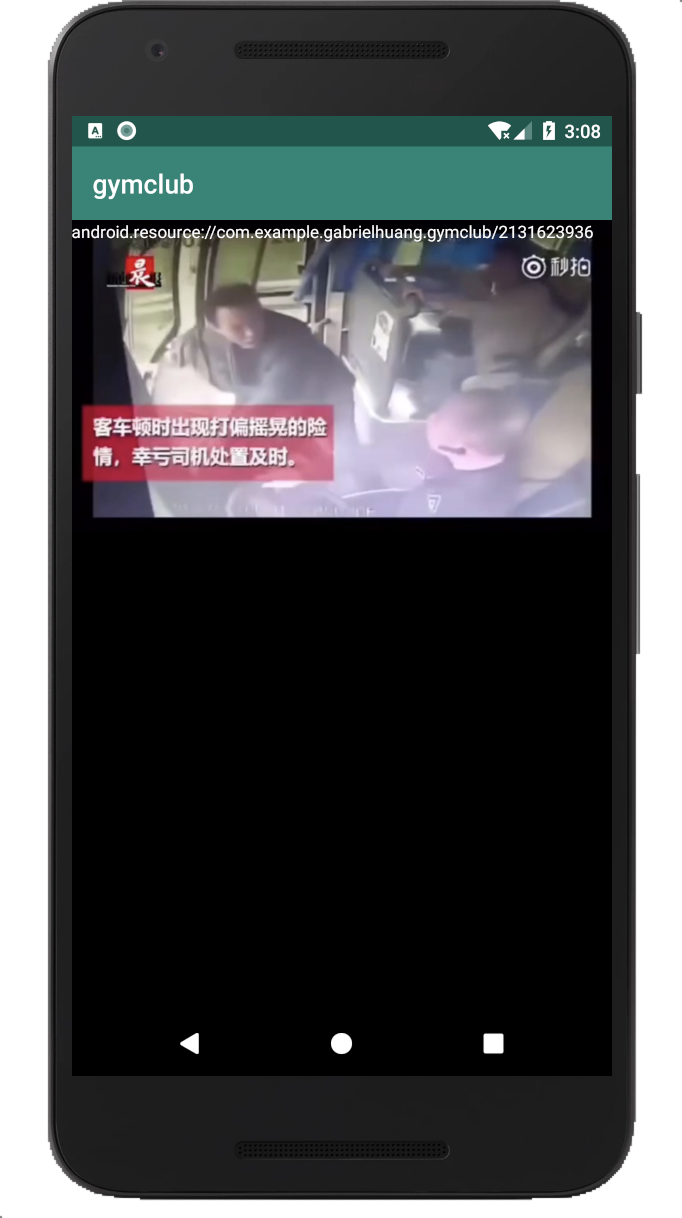 3:08
gymclub
android.resource://com.example.gabrielhuang.gymclub/2131623936
晨
秒拍
客车顿时出现打偏摇晃的险
情，幸亏司机处置及时。